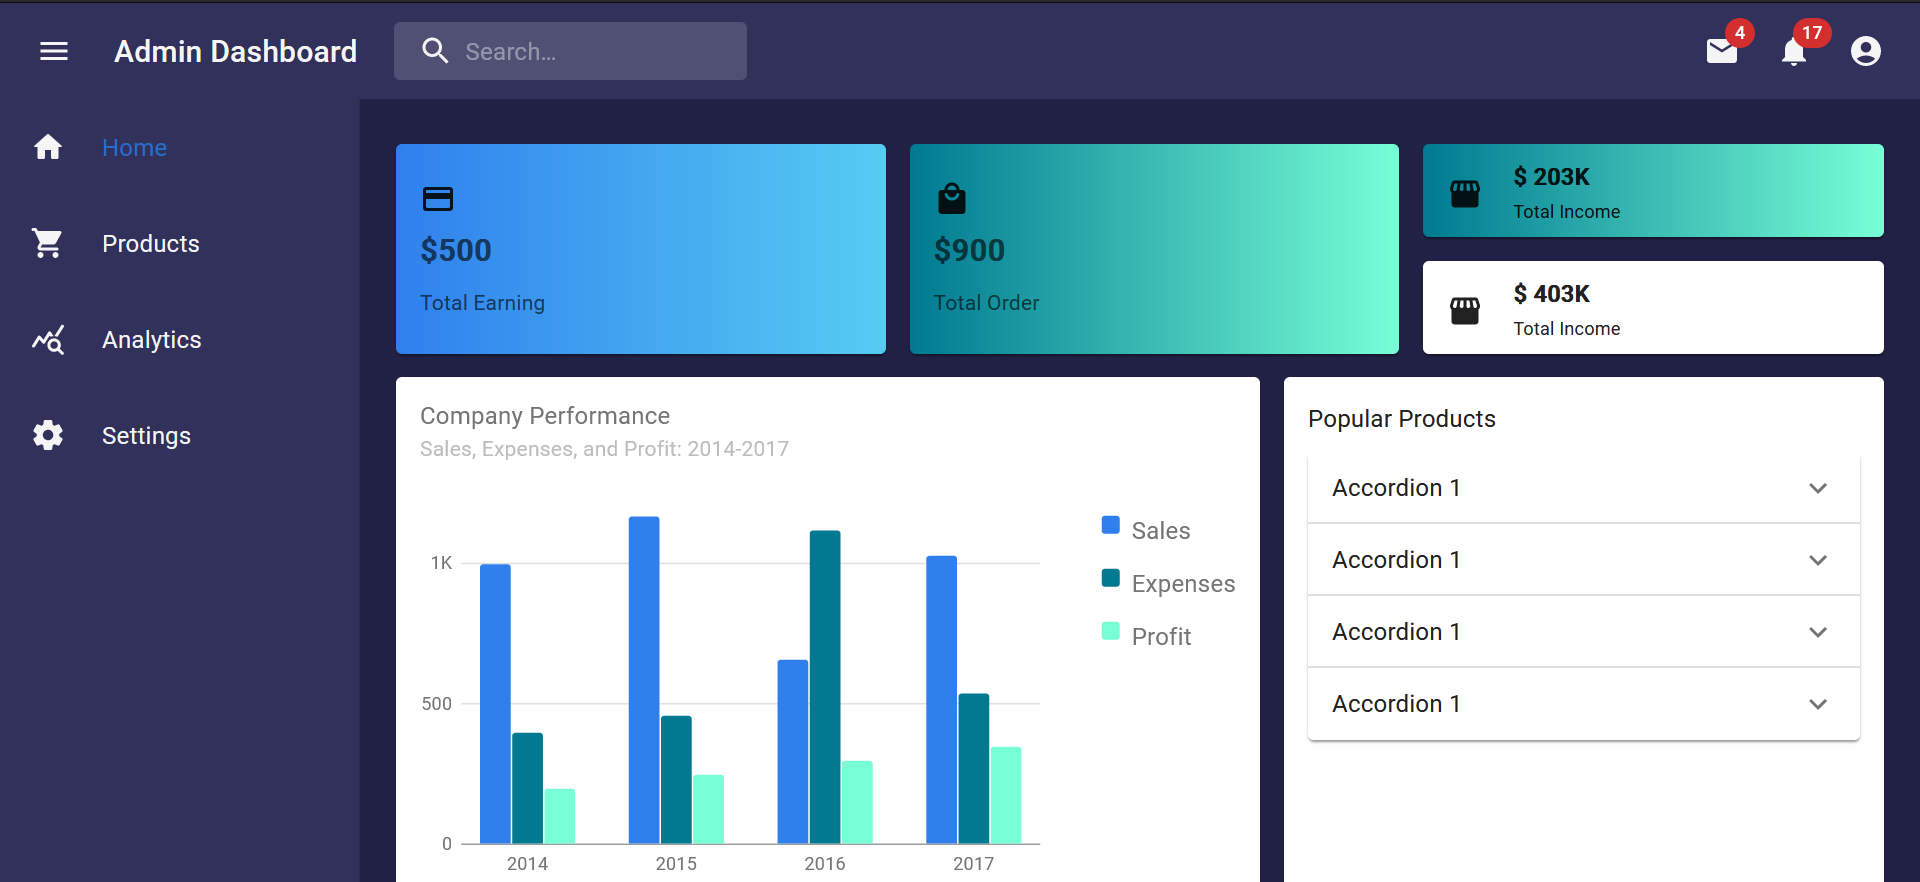 Admin Dashboard
Search...
4
17
Home
Products
Analytics
Settings
$500
Total Earning
$900
Total Order
$ 203K
Total Income
$ 403K
Total Income
Company Performance
Sales, Expenses, and Profit: 2014-2017
1K
500
0
2014
2015
2016
2017
Sales
Expenses
Profit
Popular Products
Accordion 1
Accordion 1
Accordion 1
Accordion 1